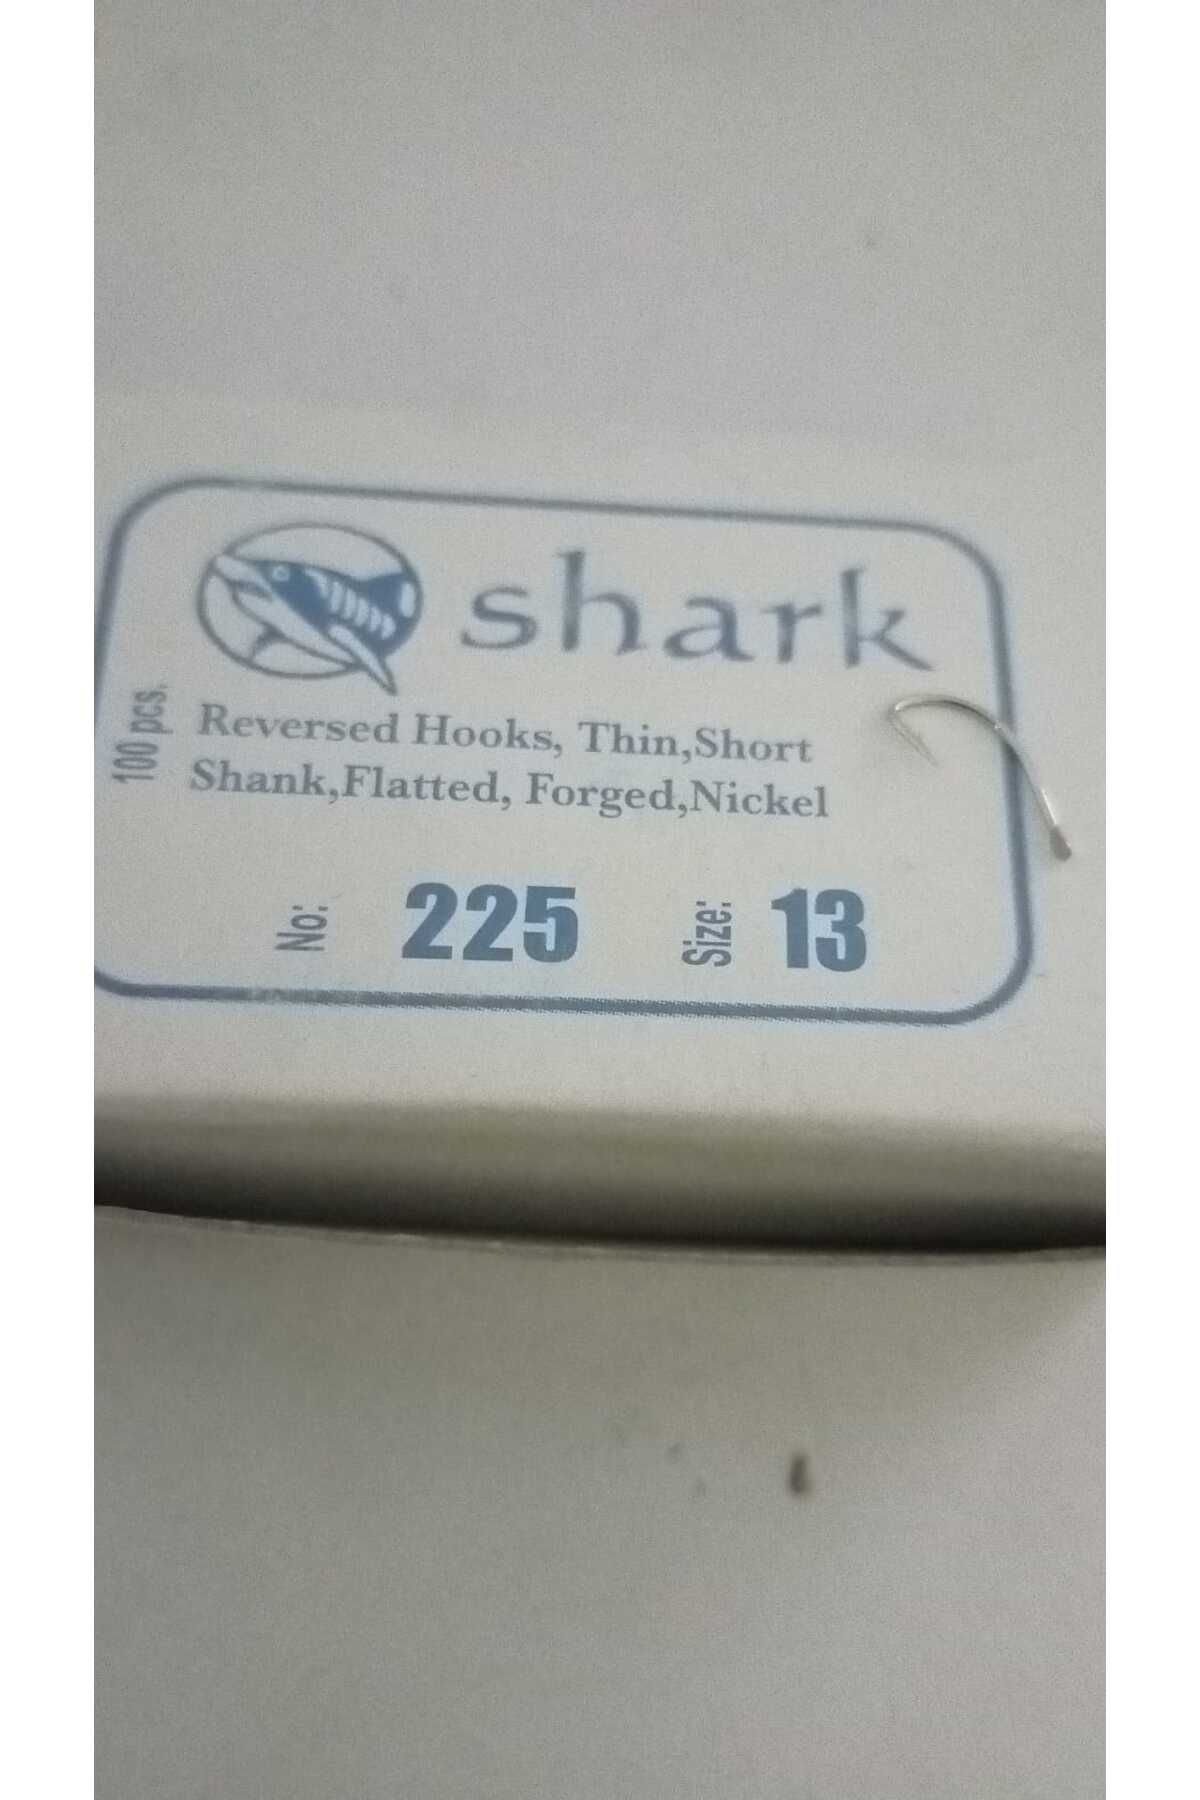 shark
100 pcs.
Reversed Hooks, Thin,Short
Shank,Flatted, Forged,Nickel
No: 225 Size: 13